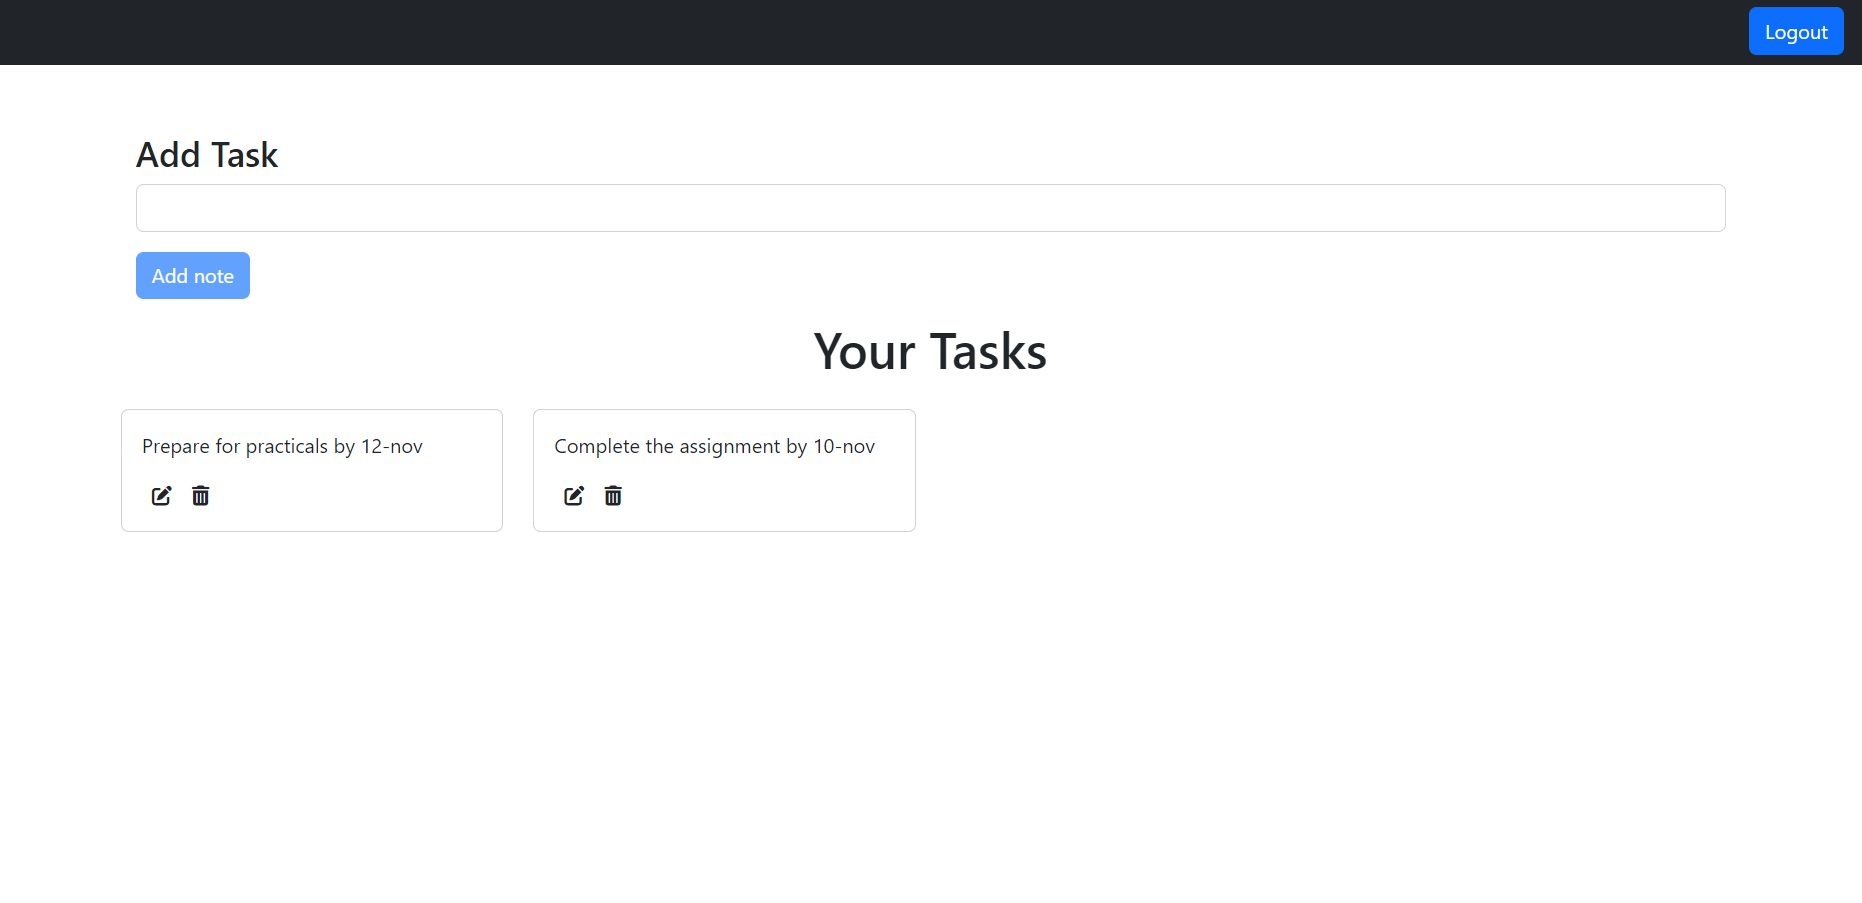 Logout
Add Task
Add note
Your Tasks
Prepare for practicals by 12-nov
Complete the assignment by 10-nov